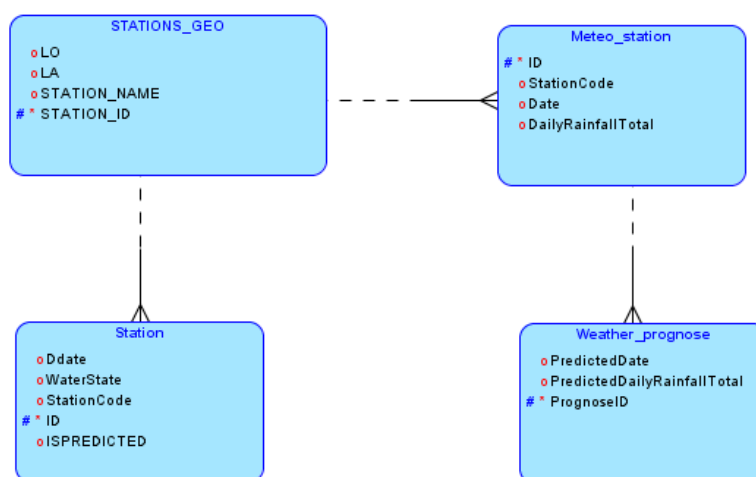 STATIONS_GEO
o LO
o LA
o STATION_NAME
# * STATION_ID
Meteo_station
# * ID
o StationCode
o Date
o DailyRainfallTotal
Station
o Ddate
o WaterState
o StationCode
# * ID
o ISPREDICTED
Weather_prognose
o PredictedDate
o PredictedDailyRainfallTotal
# * PrognoseID